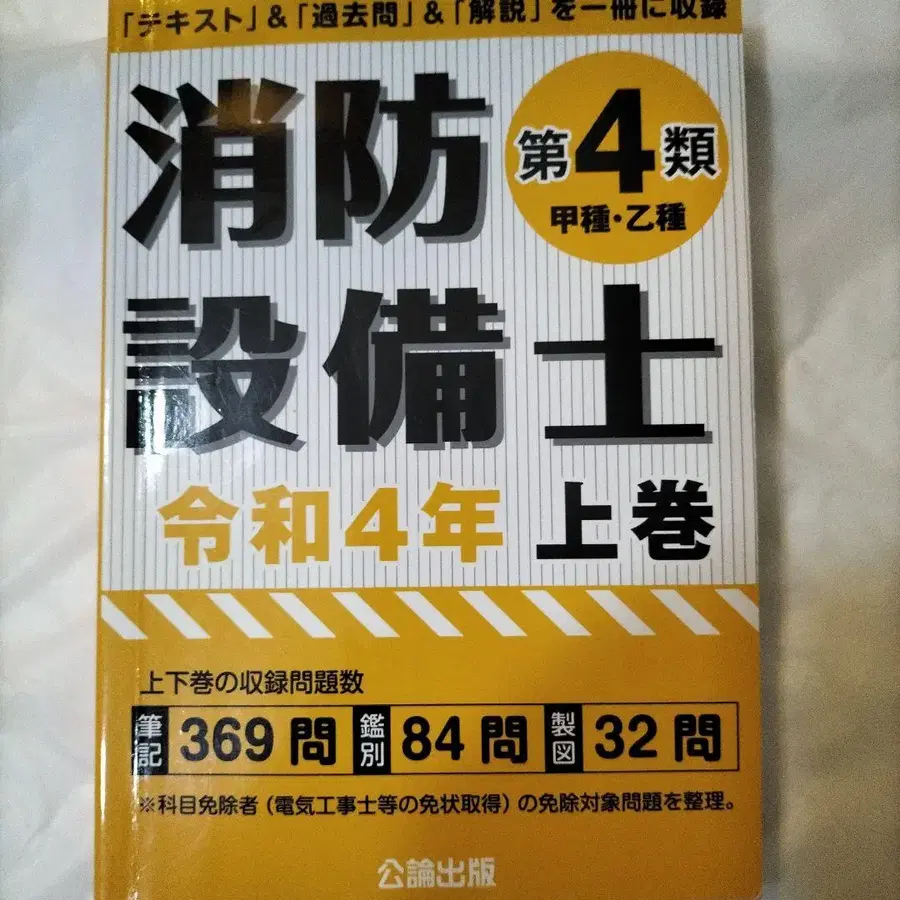 「テキスト」&「過去問」&「解説」を一冊に収録
消防
第4類
甲種・乙種
設備士
令和4年 上巻
上下巻の収録問題数
筆記 369問 鑑別 84問 製図 32問
※科目免除者(電気工事士等の免状取得)の免除対象問題を整理。
公論出版